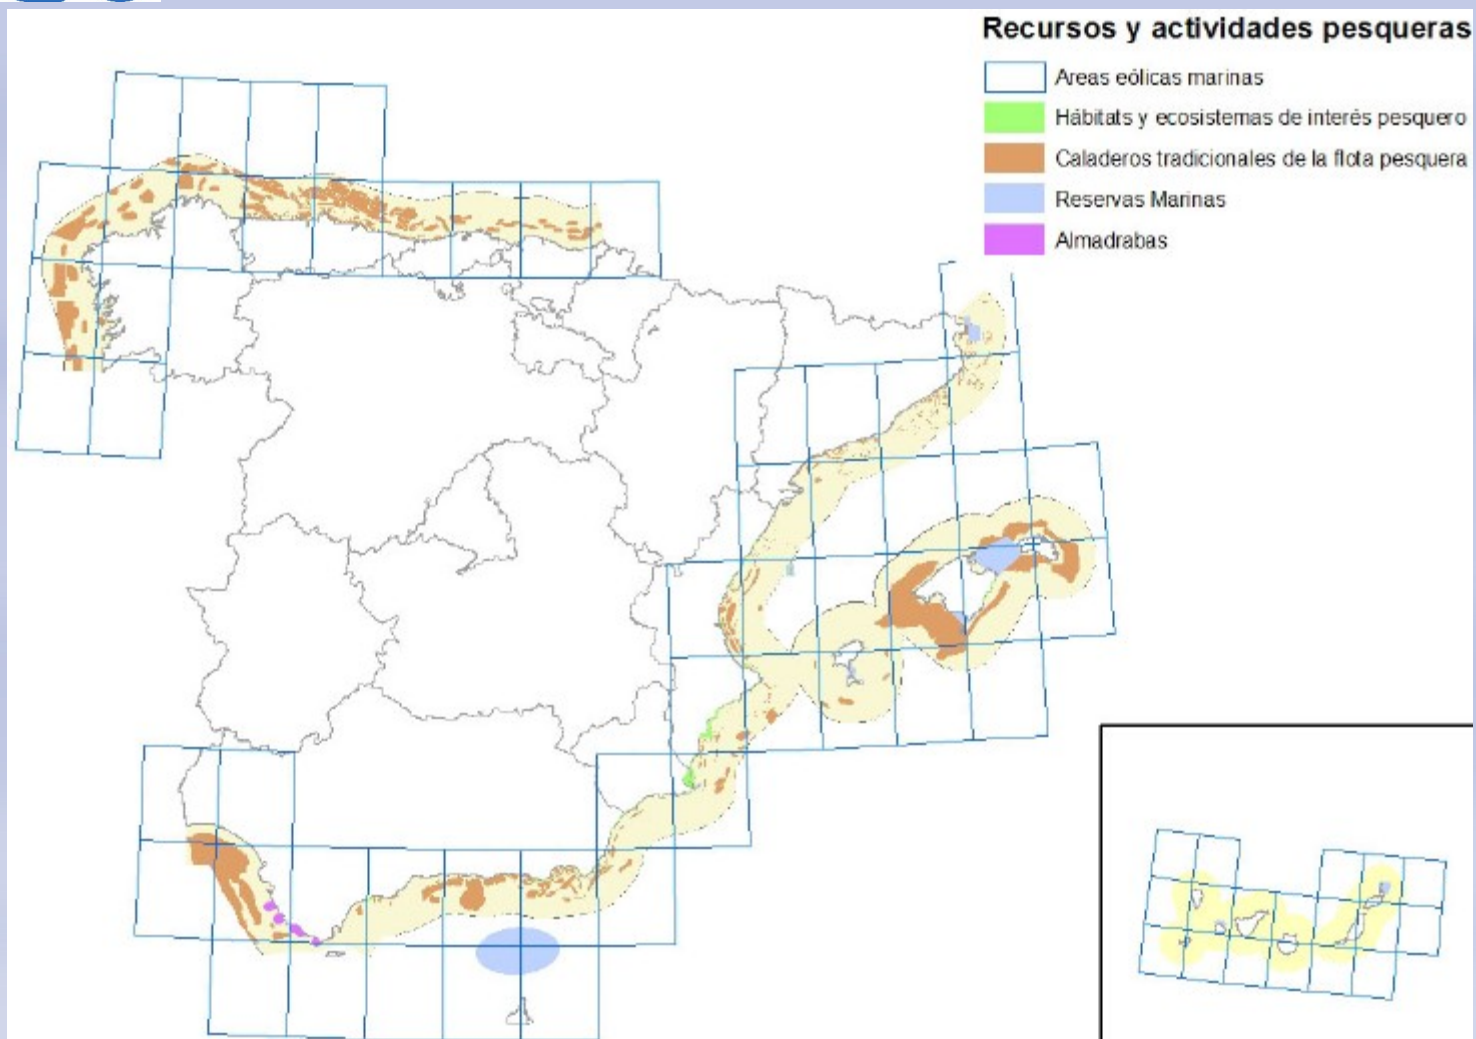 Recursos y actividades pesqueras
Areas eólicas marinas
Hábitats y ecosistemas de interés pesquero
Caladeros tradicionales de la flota pesquera
Reservas Marinas
Almadrabas